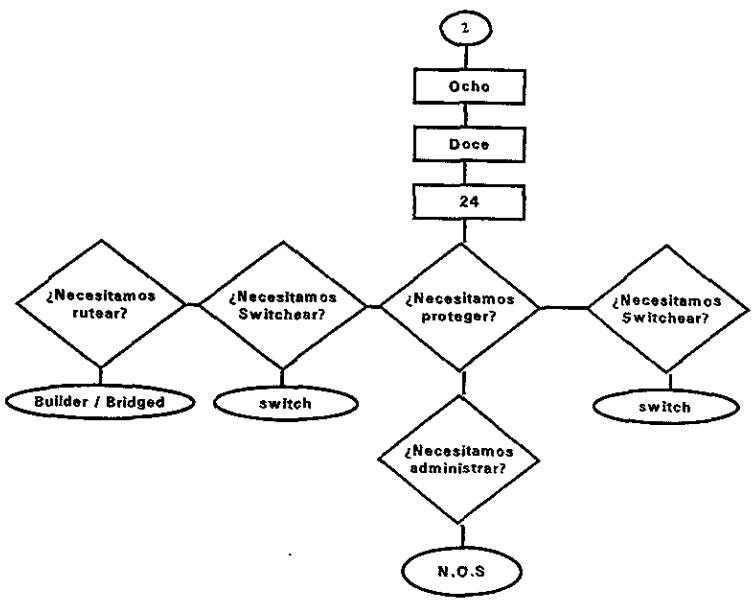 2
Ocho
Doce
24
¿Necesitamos
rutear?
¿Necesitamos
Switchear?
¿Necesitamos
proteger?
¿Necesitamos
Switchear?
Builder / Bridged
switch
switch
¿Necesitamos
administrar?
N.O.S